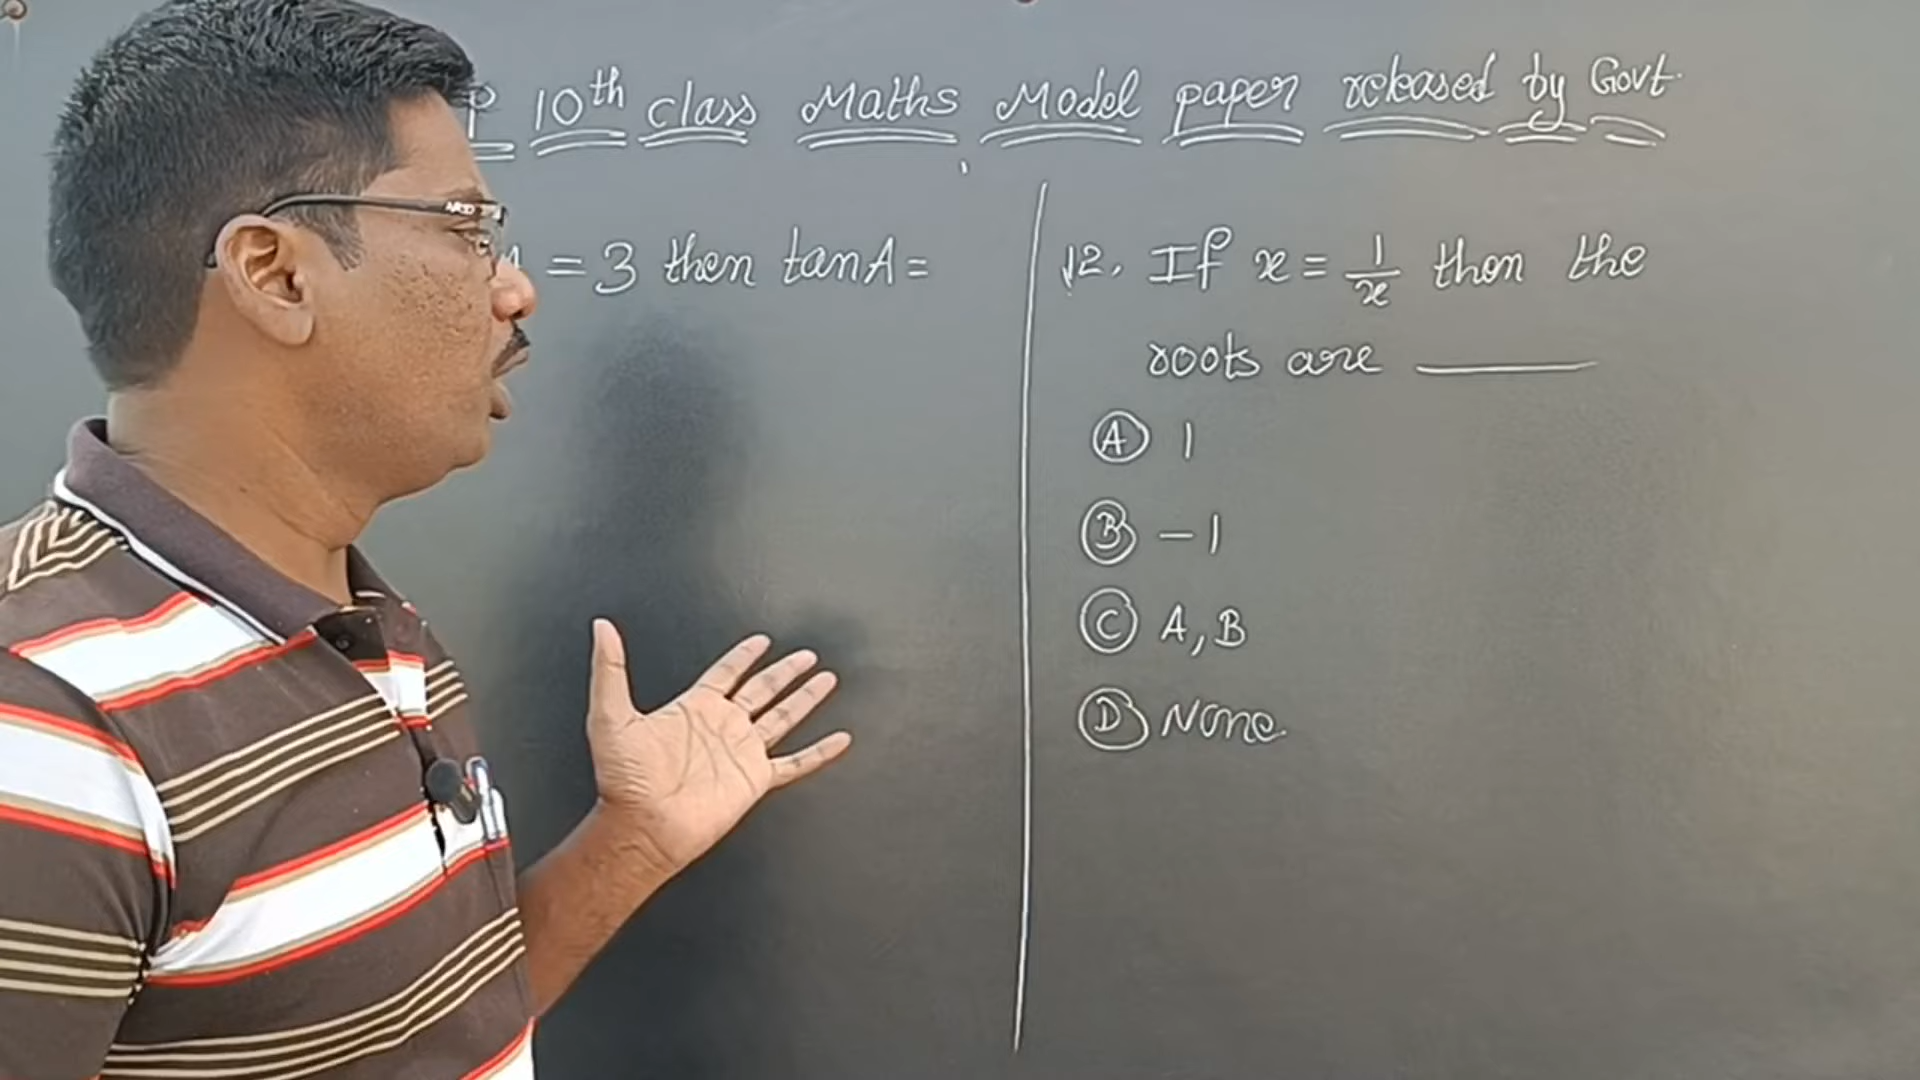 P 10th class Maths Model paper released by Govt.
= 3 then tanA =
12. If x = 1/x then the
roots are ______
A 1
B -1
C A, B
D None.